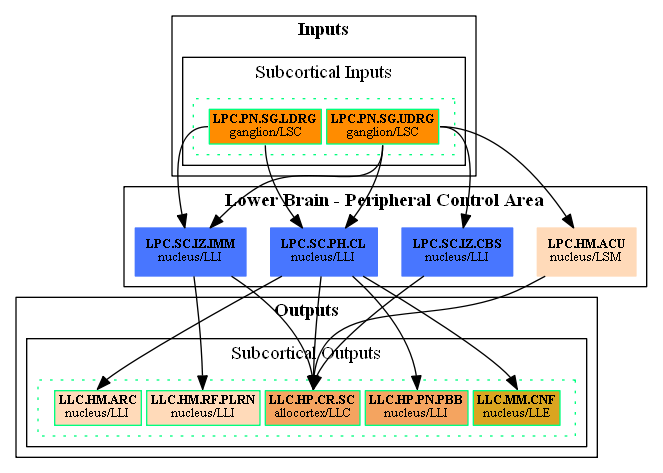 Inputs
Subcortical Inputs
LPC.PN.SG.LDRG
ganglion/LSC
LPC.PN.SG.UDRG
ganglion/LSC
Lower Brain - Peripheral Control Area
LPC.SC.IZ.IMM
nucleus/LLI
LPC.SC.PH.CL
nucleus/LLI
LPC.SC.IZ.CBS
nucleus/LLI
LPC.HM.ACU
nucleus/LSM
Outputs
Subcortical Outputs
LLC.HM.ARC
nucleus/LLI
LLC.HM.RF.PLRN
nucleus/LLI
LLC.HP.CR.SC
allocortex/LLC
LLC.HP.PN.PBB
nucleus/LLI
LLC.MM.CNF
nucleus/LLE